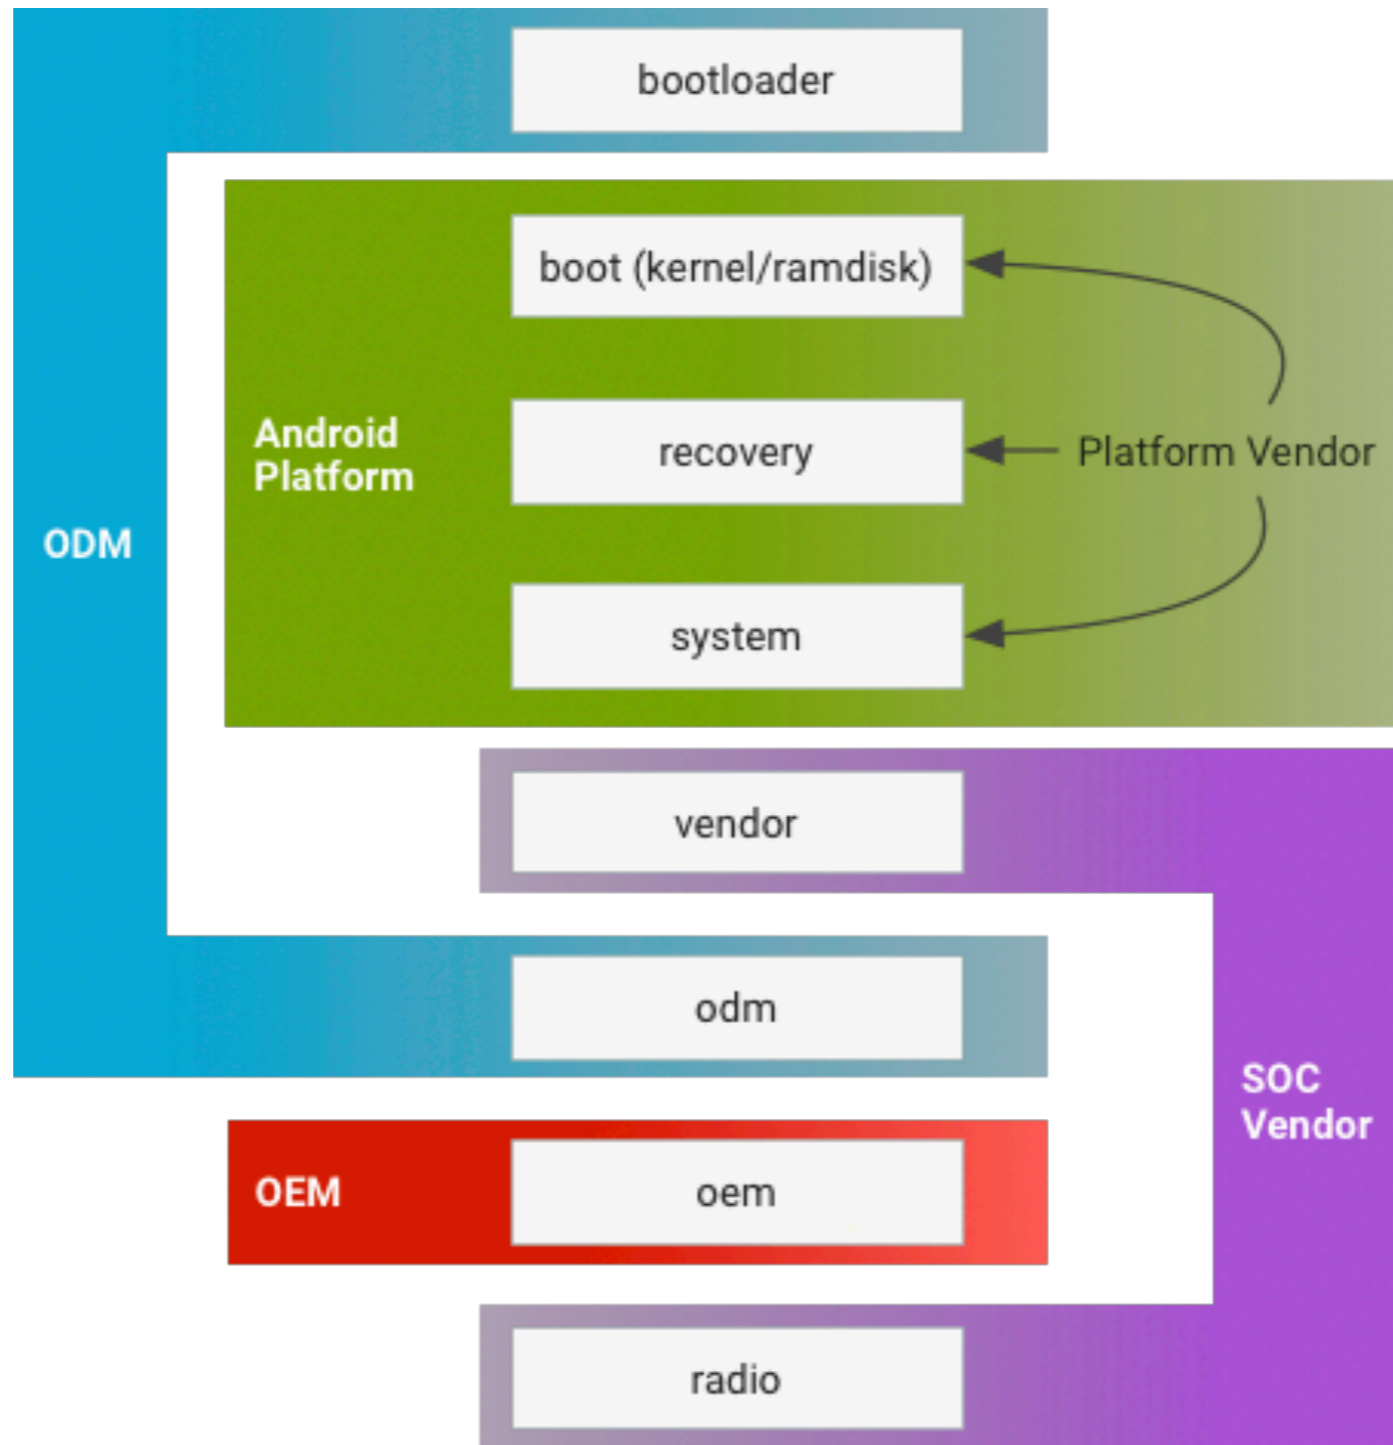 bootloader
boot (kernel/ramdisk)
Android
Platform
recovery
Platform Vendor
ODM
system
vendor
odm
SOC
Vendor
OEM
oem
radio